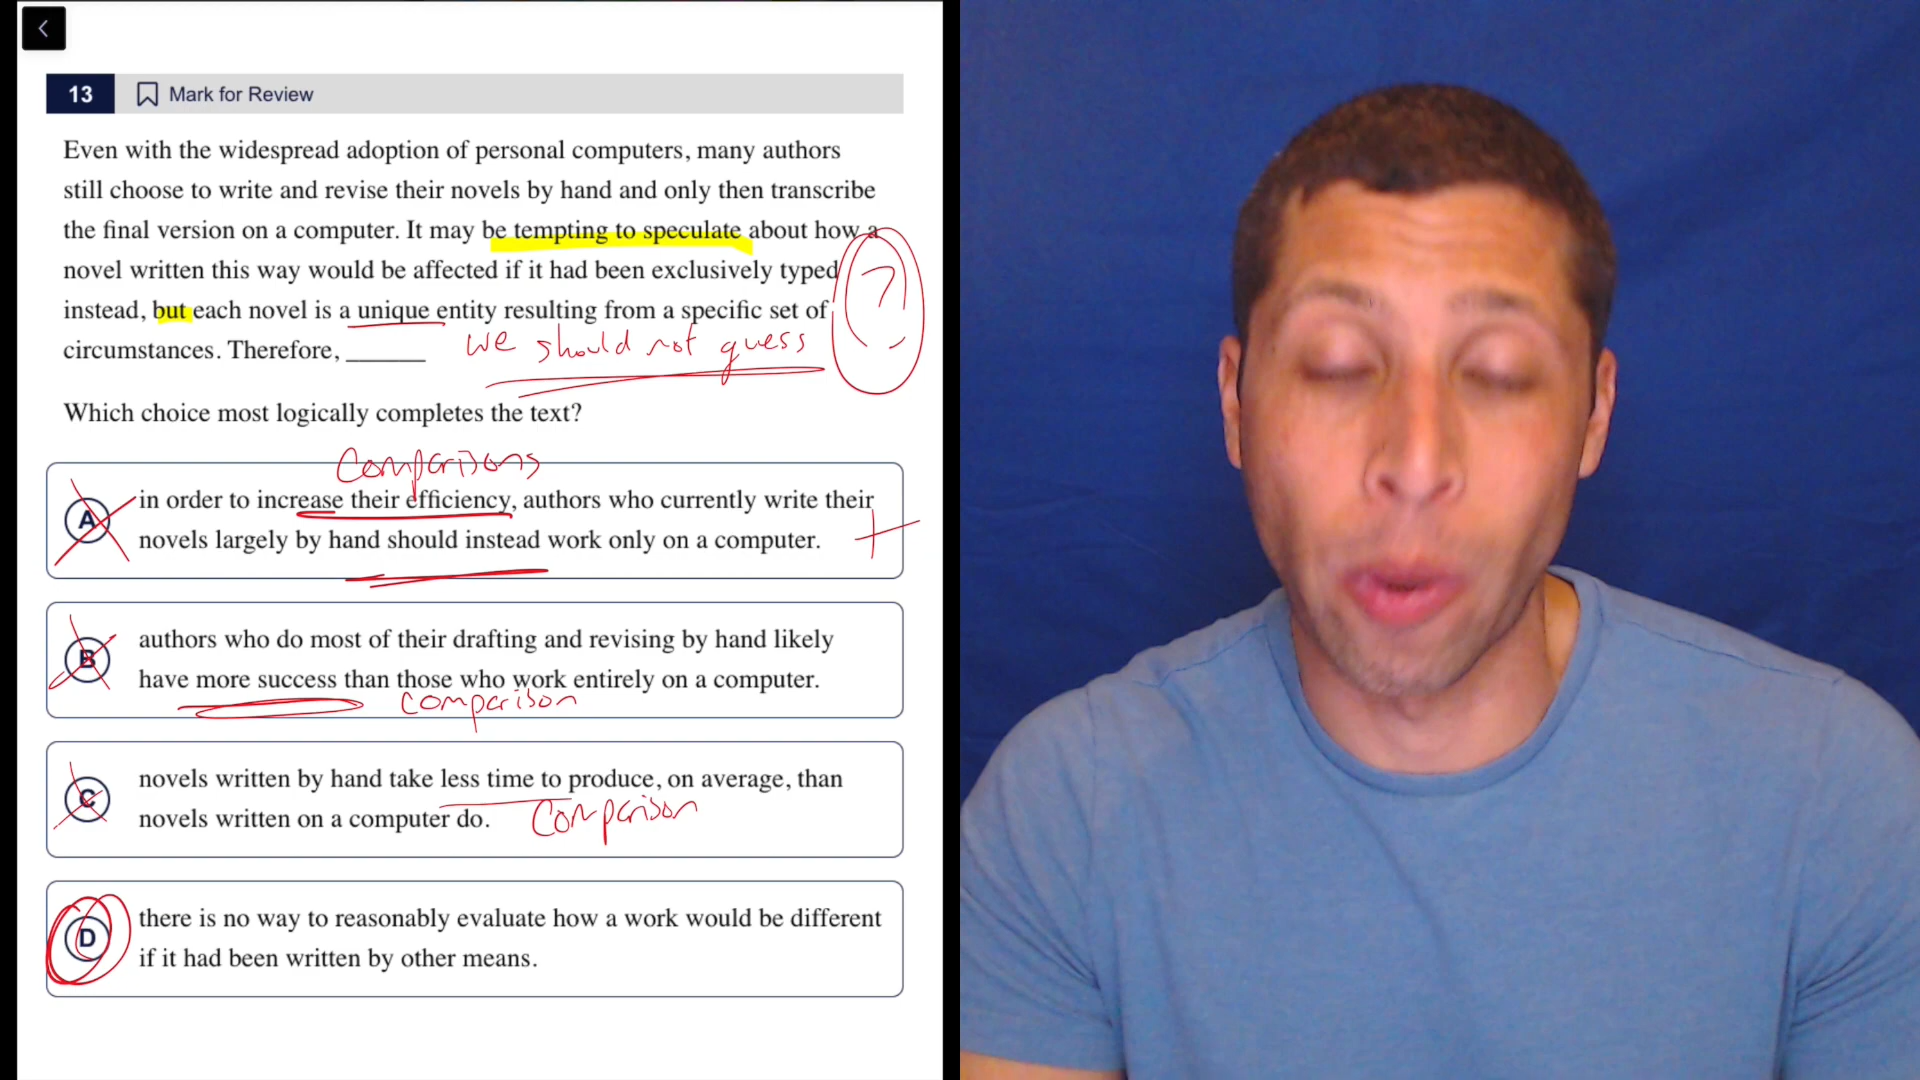 13 Mark for Review
Even with the widespread adoption of personal computers, many authors
still choose to write and revise their novels by hand and only then transcribe
the final version on a computer. It may be tempting to speculate about how a
novel written this way would be affected if it had been exclusively typed
instead, but each novel is a unique entity resulting from a specific set of
circumstances. Therefore, ______ we should not guess
?
Which choice most logically completes the text?
Comparisons
A in order to increase their efficiency, authors who currently write their
novels largely by hand should instead work only on a computer.
B authors who do most of their drafting and revising by hand likely
have more success than those who work entirely on a computer.
comparison
C novels written by hand take less time to produce, on average, than
novels written on a computer do. Comparison
D there is no way to reasonably evaluate how a work would be different
if it had been written by other means.